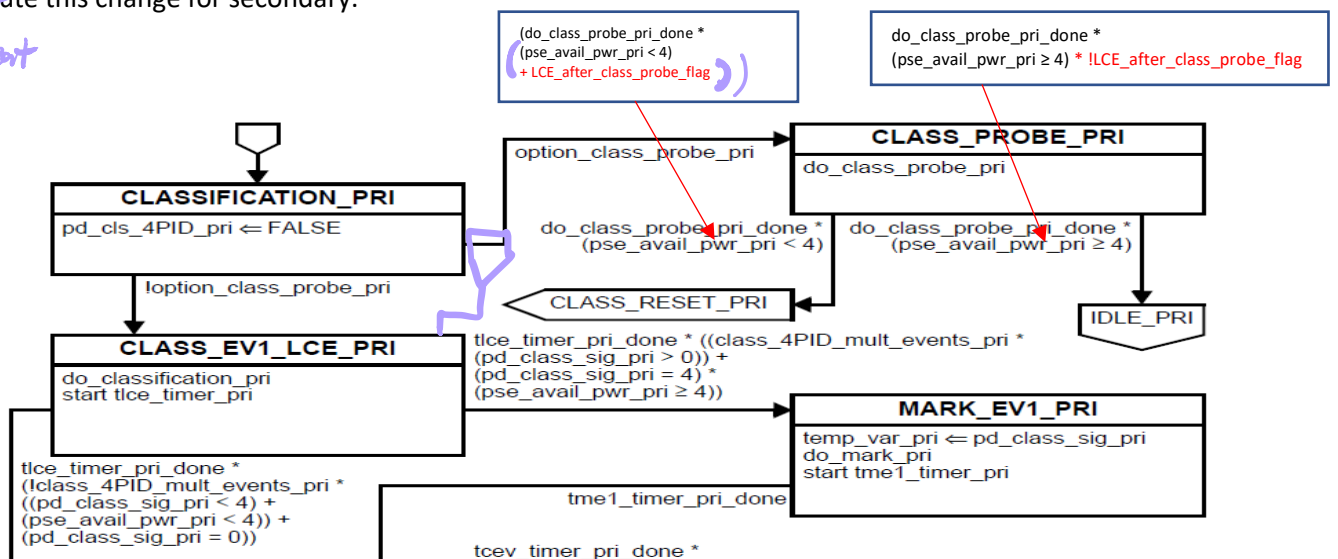 ate this change for secondary.
(do_class_probe_pri_done *
(pse_avail_pwr_pri < 4)
+ LCE_after_class_probe_flag
do_class_probe_pri_done *
(pse_avail_pwr_pri ≥ 4) * !LCE_after_class_probe_flag
option_class_probe_pri
CLASS_PROBE_PRI
do_class_probe_pri
CLASSIFICATION_PRI
pd_cls_4PID_pri ⇐ FALSE
do_class_probe_pri_done *
(pse_avail_pwr_pri < 4)
do_class_probe_pri_done *
(pse_avail_pwr_pri ≥ 4)
!option_class_probe_pri
CLASS_RESET_PRI
IDLE_PRI
CLASS_EV1_LCE_PRI
do_classification_pri
start tlce_timer_pri
tlce_timer_pri_done * ((class_4PID_mult_events_pri *
(pd_class_sig_pri > 0)) +
(pd_class_sig_pri = 4) *
(pse_avail_pwr_pri ≥ 4))
MARK_EV1_PRI
temp_var_pri ⇐ pd_class_sig_pri
do_mark_pri
start tme1_timer_pri
tlce_timer_pri_done *
(!class_4PID_mult_events_pri *
((pd_class_sig_pri < 4) +
(pse_avail_pwr_pri < 4)) +
(pd_class_sig_pri = 0))
tme1_timer_pri_done
tcev_timer_pri_done *